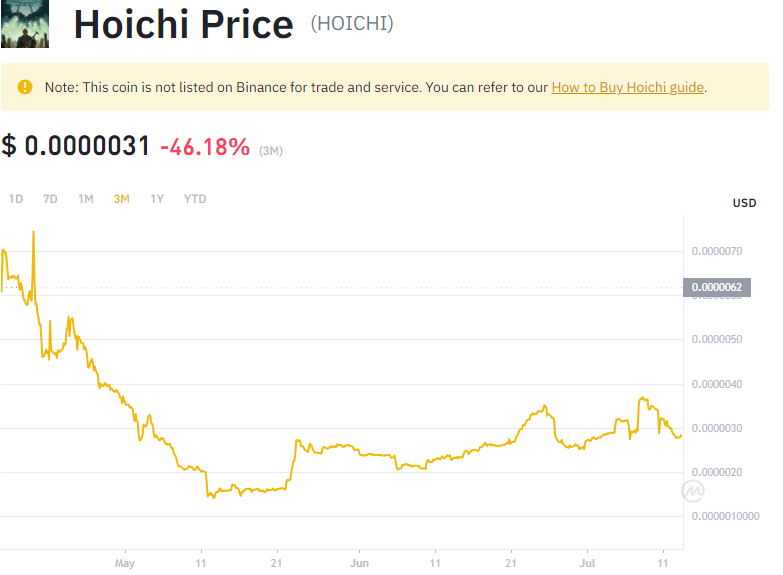 Hoichi Price (HOICHI)
Note: This coin is not listed on Binance for trade and service. You can refer to our How to Buy Hoichi guide.
$ 0.0000031 -46.18% (3M)
1D 7D 1M 3M 1Y YTD
USD
0.0000070
0.0000062
0.0000050
0.0000040
0.0000030
0.0000020
0.0000010000
May 11 21 Jun 11 21 Jul 11